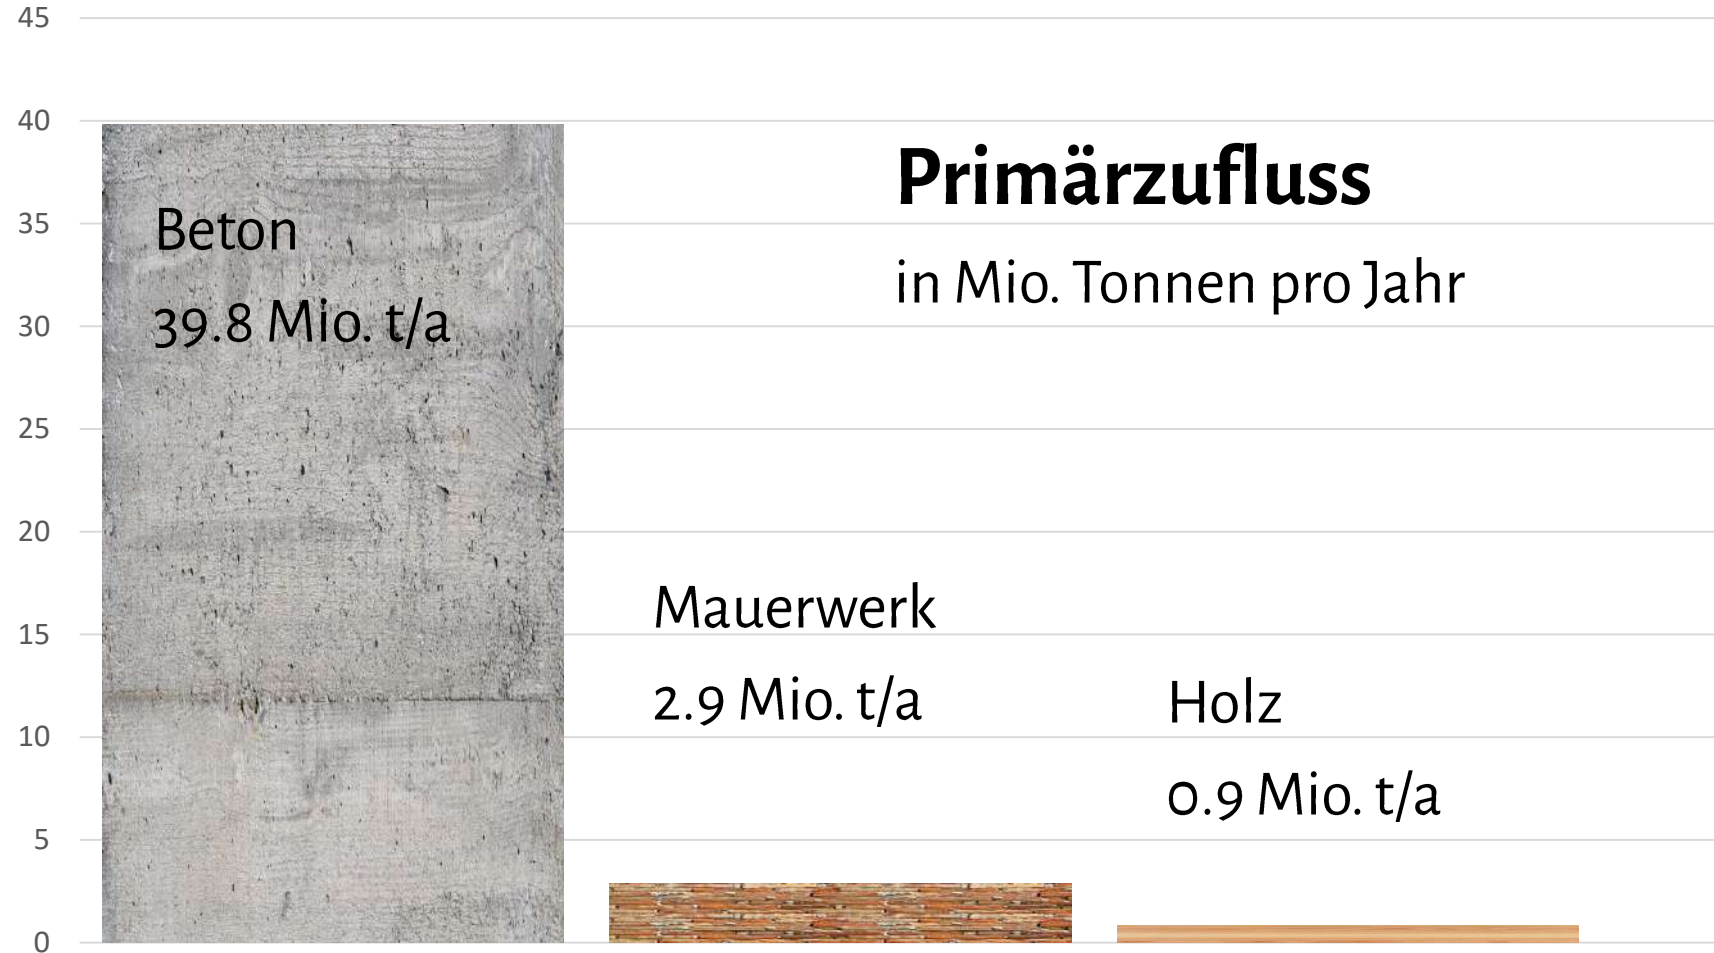 45
40
35
30
25
20
15
10
5
0
Primärzufluss
in Mio. Tonnen pro Jahr
Beton
39.8 Mio. t/a
Mauerwerk
2.9 Mio. t/a
Holz
0.9 Mio. t/a